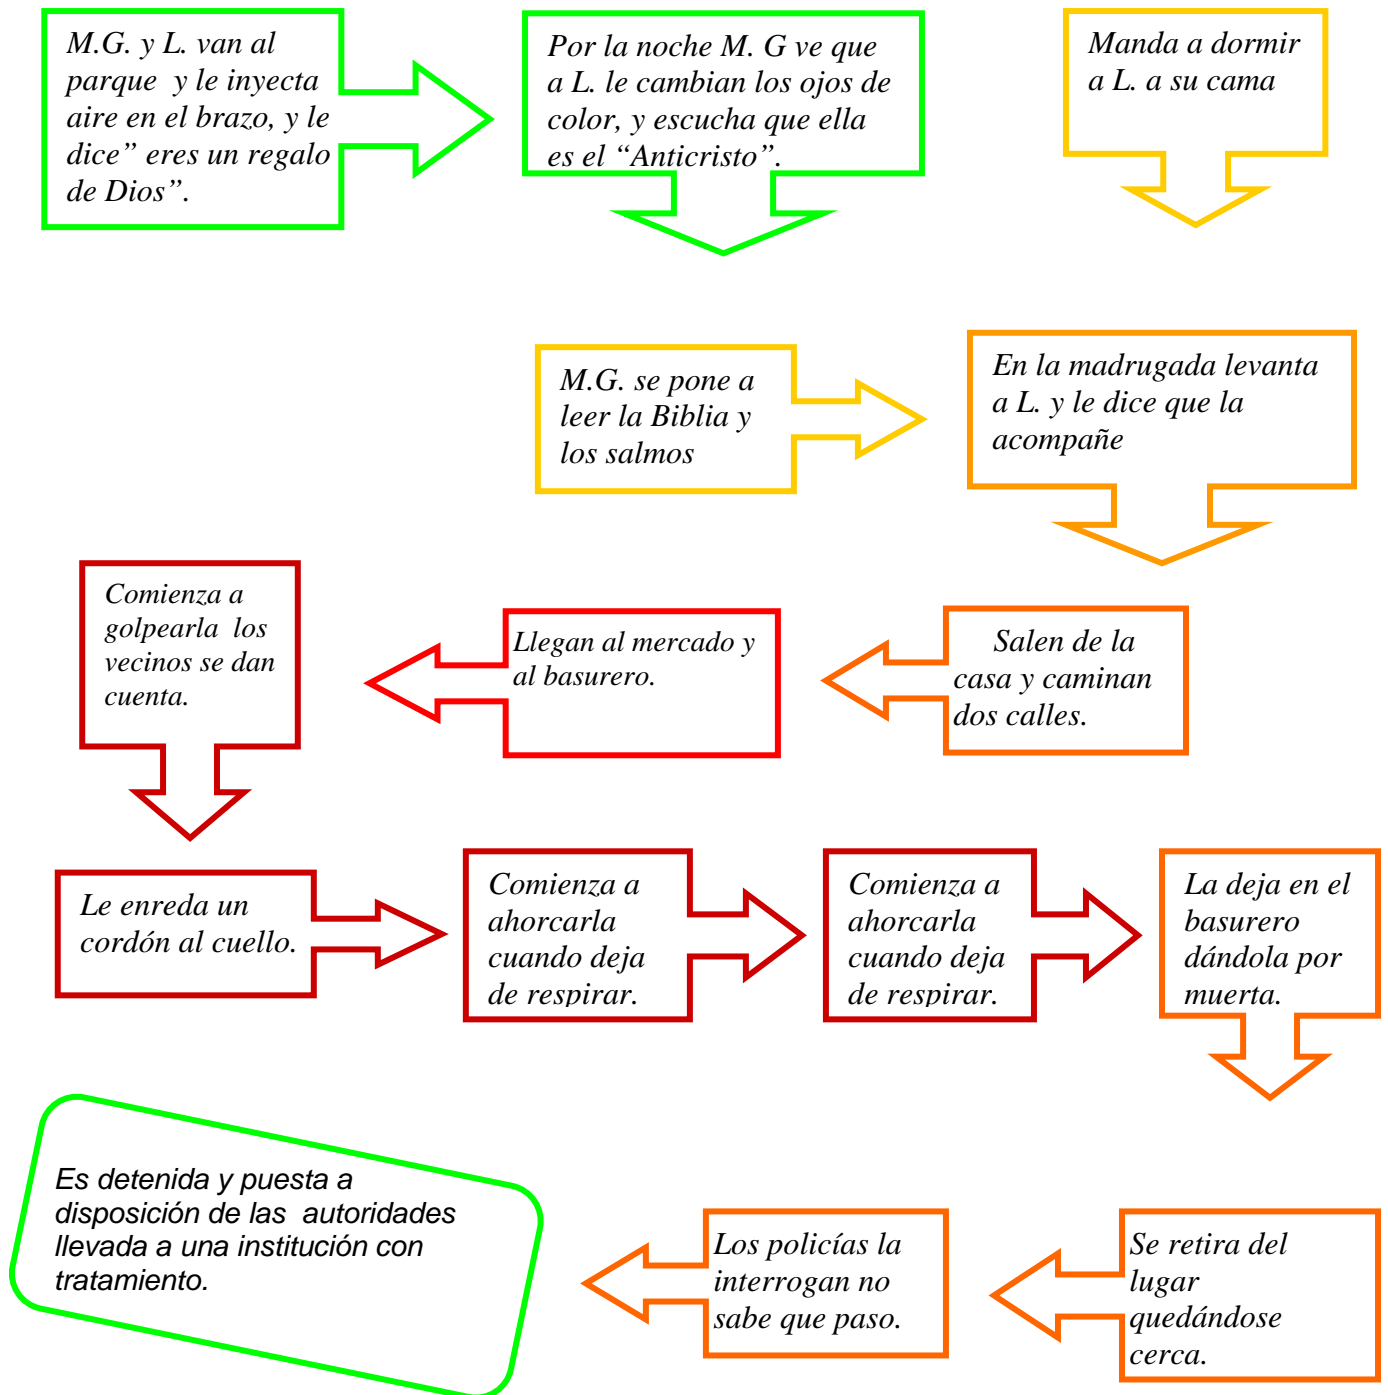 M.G. y L. van al
parque y le inyecta
aire en el brazo, y le
dice” eres un regalo
de Dios”.
Por la noche M. G ve que
a L. le cambian los ojos de
color, y escucha que ella
es el “Anticristo”.
Manda a dormir
a L. a su cama
M.G. se pone a
leer la Biblia y
los salmos
En la madrugada levanta
a L. y le dice que la
acompañe
Salen de la
casa y caminan
dos calles.
Llegan al mercado y
al basurero.
Comienza a
golpearla los
vecinos se dan
cuenta.
Le enreda un
cordón al cuello.
Comienza a
ahorcarla
cuando deja
de respirar.
Comienza a
ahorcarla
cuando deja
de respirar.
La deja en el
basurero
dándola por
muerta.
Se retira del
lugar
quedándose
cerca.
Los policías la
interrogan no
sabe que paso.
Es detenida y puesta a
disposición de las autoridades
llevada a una institución con
tratamiento.